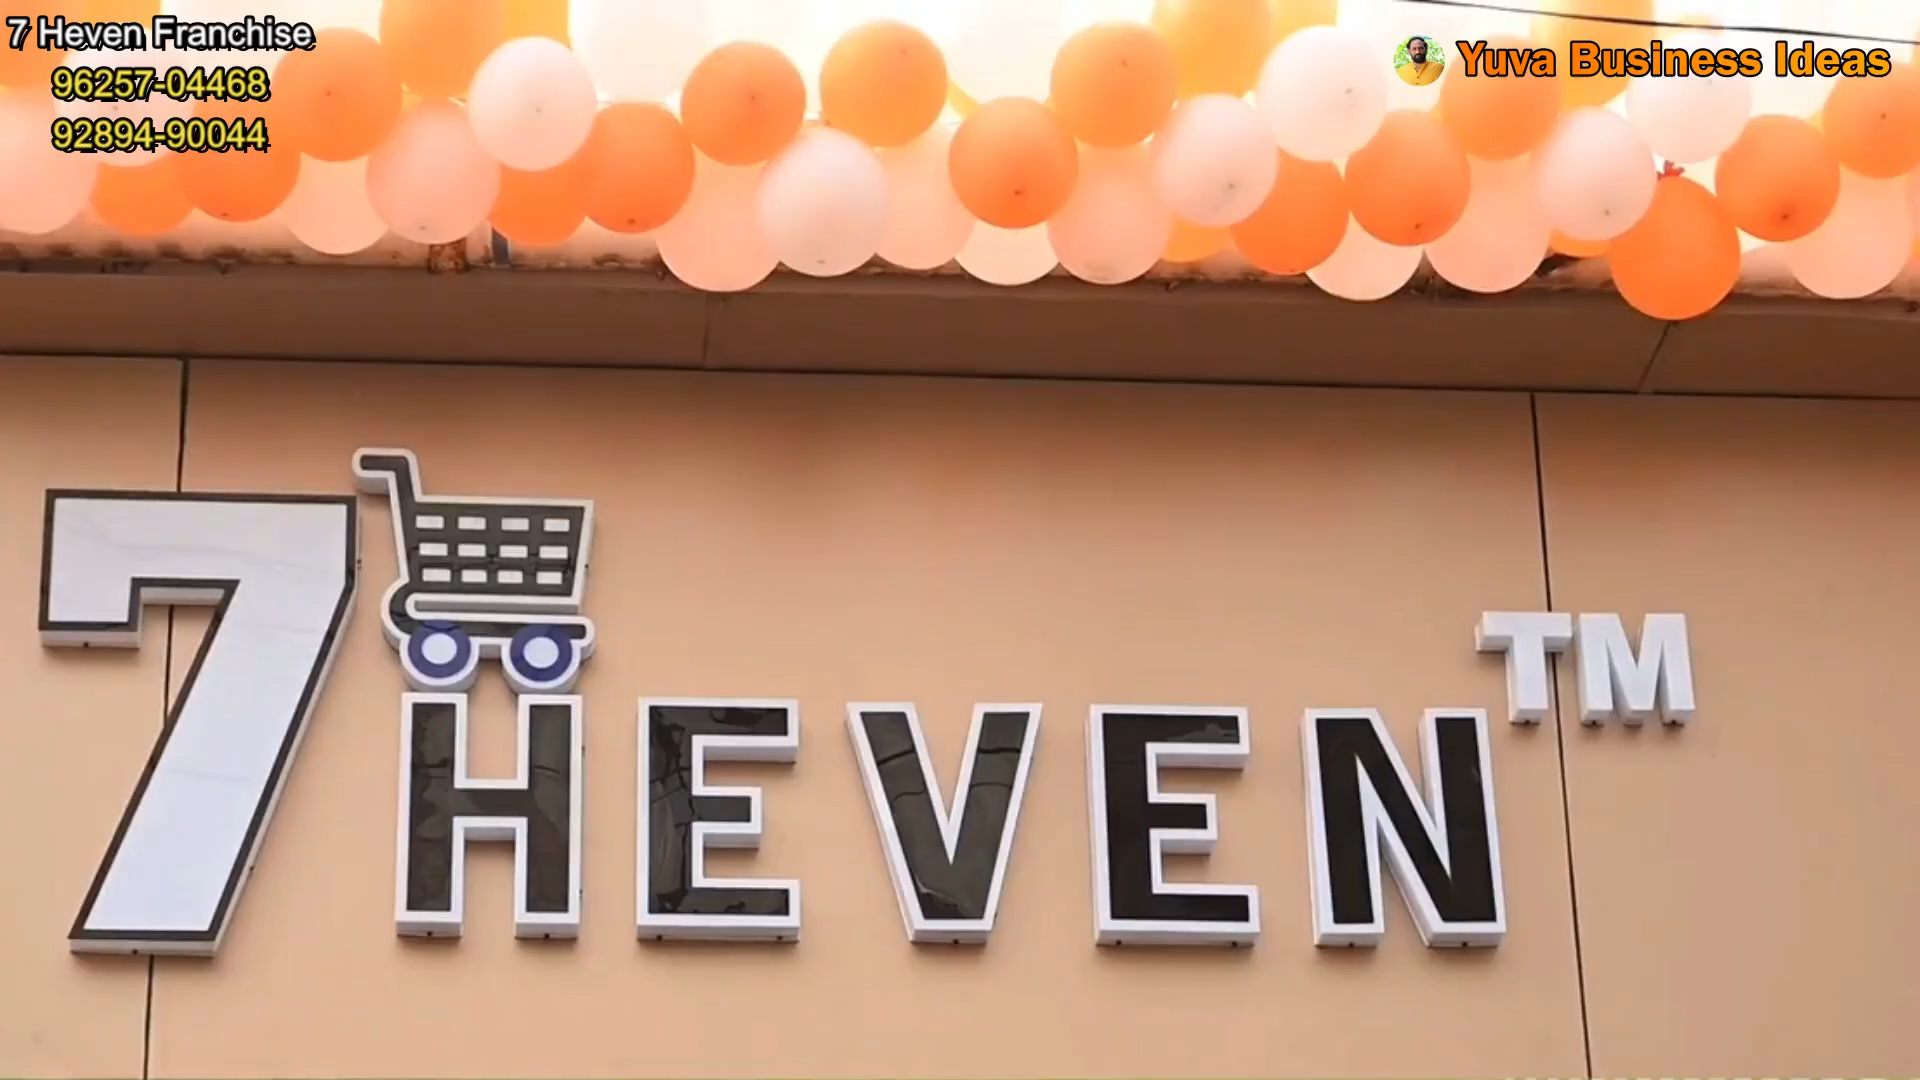 7 Heven Franchise
96257-04468
92894-90044
Yuva Business Ideas
7 HEVEN TM